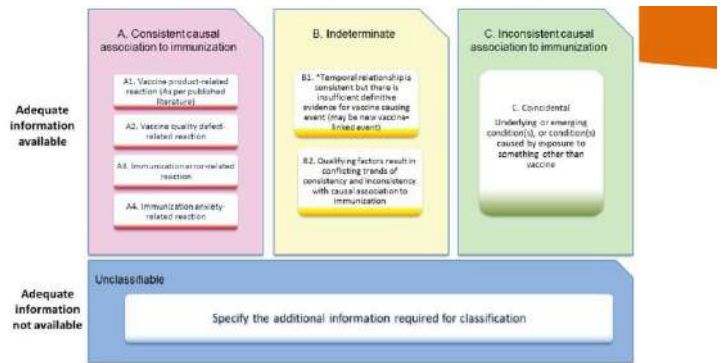 A. Consistent causal
association to immunization
B. Indeterminate
C. Inconsistent causal
association to immunization
Adequate
information
available
A1. Vaccine product-related
reaction (As per published
literature)
A2. Vaccine quality defect-
related reaction
A3. Immunization error-related
reaction
A4. Immunization anxiety-
related reaction
B1. *Temporal relationship is
consistent but there is
insufficient definitive
evidence for vaccine causing
event (may be new vaccine-
linked event)
B2. Qualifying factors result in
conflicting trends of
consistency and inconsistency
with causal association to
immunization
C. Coincidental
Underlying or emerging
condition(s), or condition(s)
caused by exposure to
something other than
vaccine
Adequate
information
not available
Unclassifiable
Specify the additional information required for classification